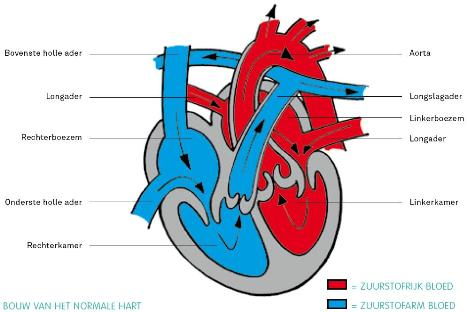 Bovenste holle ader
Longader
Rechterboezem
Onderste holle ader
Rechterkamer
Aorta
Longslagader
Linkerboezem
Longader
Linkerkamer
= ZUURSTOFRIJK BLOED
= ZUURSTOFARM BLOED
BOUW VAN HET NORMALE HART